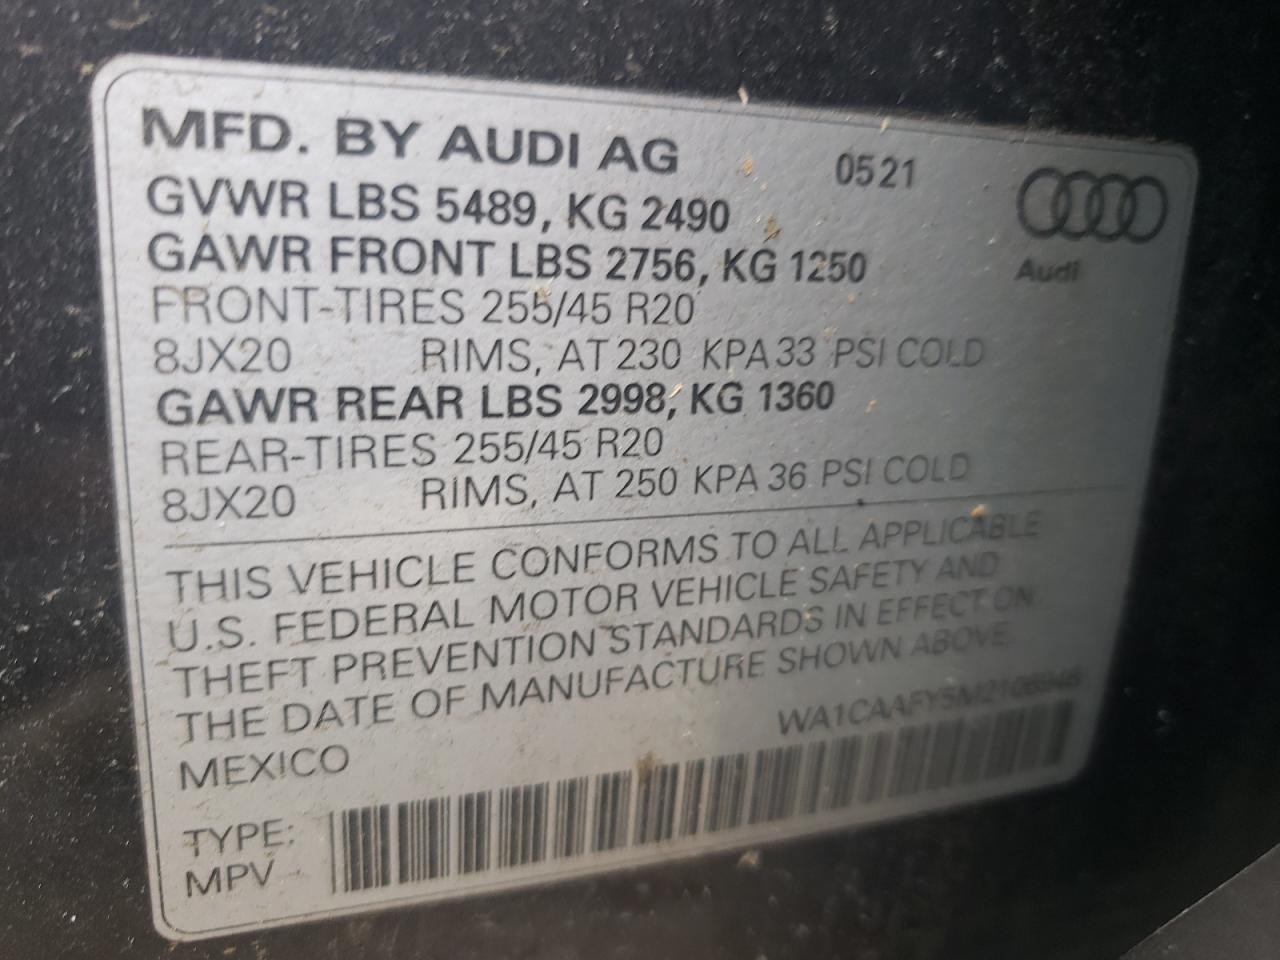 MFD. BY AUDI AG 0521
GVWR LBS 5489, KG 2490
GAWR FRONT LBS 2756, KG 1250
Audi
FRONT-TIRES 255/45 R20
8JX20 RIMS, AT 230 KPA 33 PSI COLD
GAWR REAR LBS 2998, KG 1360
REAR-TIRES 255/45 R20
8JX20 RIMS, AT 250 KPA 36 PSI COLD
THIS VEHICLE CONFORMS TO ALL APPLICABLE
U.S. FEDERAL MOTOR VEHICLE SAFETY AND
THEFT PREVENTION STANDARDS IN EFFECT ON
THE DATE OF MANUFACTURE SHOWN ABOVE
MEXICO
TYPE:
MPV